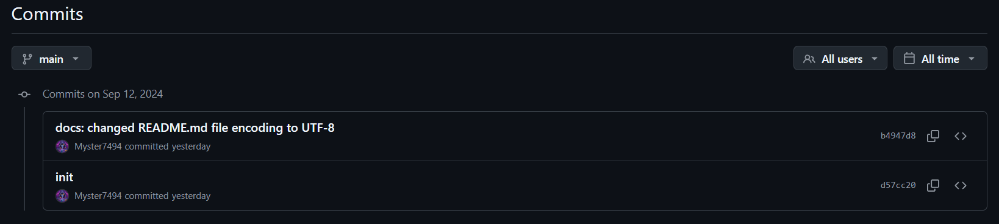 Commits
main
All users
All time
Commits on Sep 12, 2024
docs: changed README.md file encoding to UTF-8
Myster7494 committed yesterday
b4947d8
init
Myster7494 committed yesterday
d57cc20